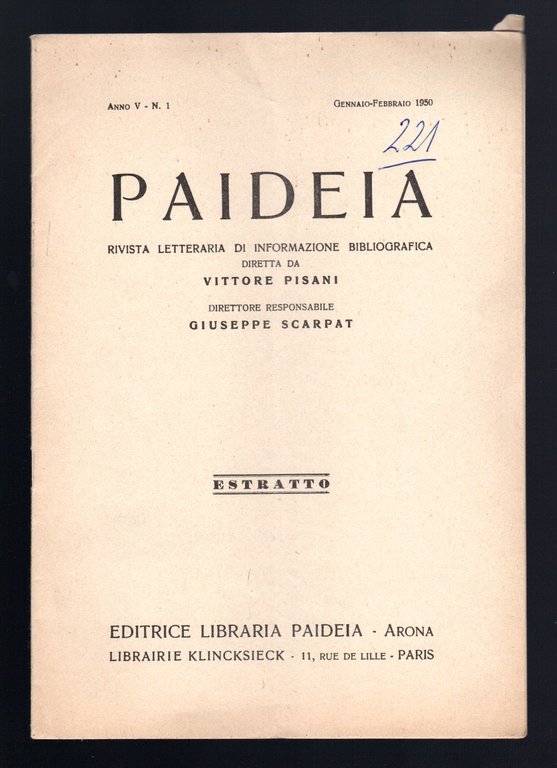 ANNO V - N. 1
GENNAIO-FEBBRAIO 1950
221
PAIDEIA
RIVISTA LETTERARIA DI INFORMAZIONE BIBLIOGRAFICA
DIRETTA DA
VITTORE PISANI
DIRETTORE RESPONSABILE
GIUSEPPE SCARPAT
ESTRATTO
EDITRICE LIBRARIA PAIDEIA - ARONA
LIBRAIRIE KLINCKSIECK - 11, RUE DE LILLE - PARIS